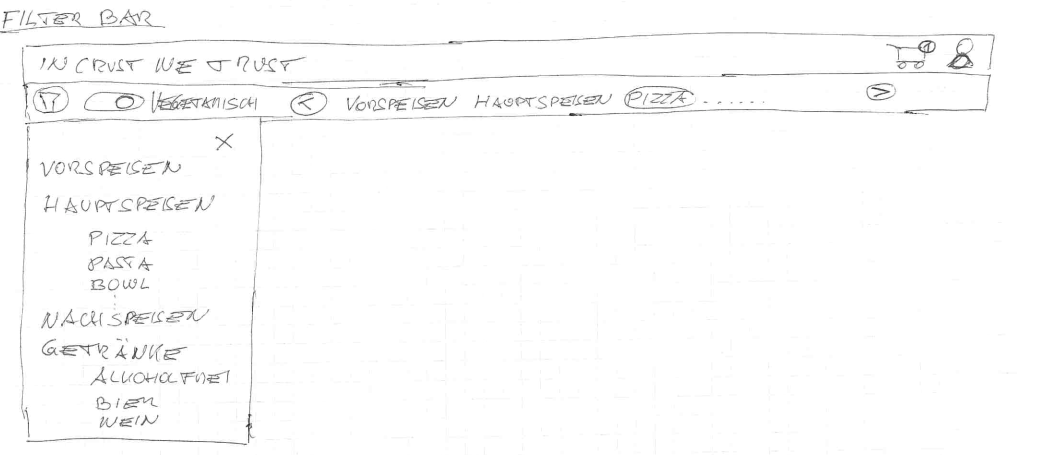 FILTER BAR
IN CRUST WE TRUST
VEGETARISCH < VORSPEISEN HAUPTSPEISEN PIZZA ...... >
X
VORSPEISEN
HAUPTSPEISEN
PIZZA
PASTA
BOWL
NACHSPEISEN
GETRÄNKE
ALKOHOLFREI
BIER
WEIN